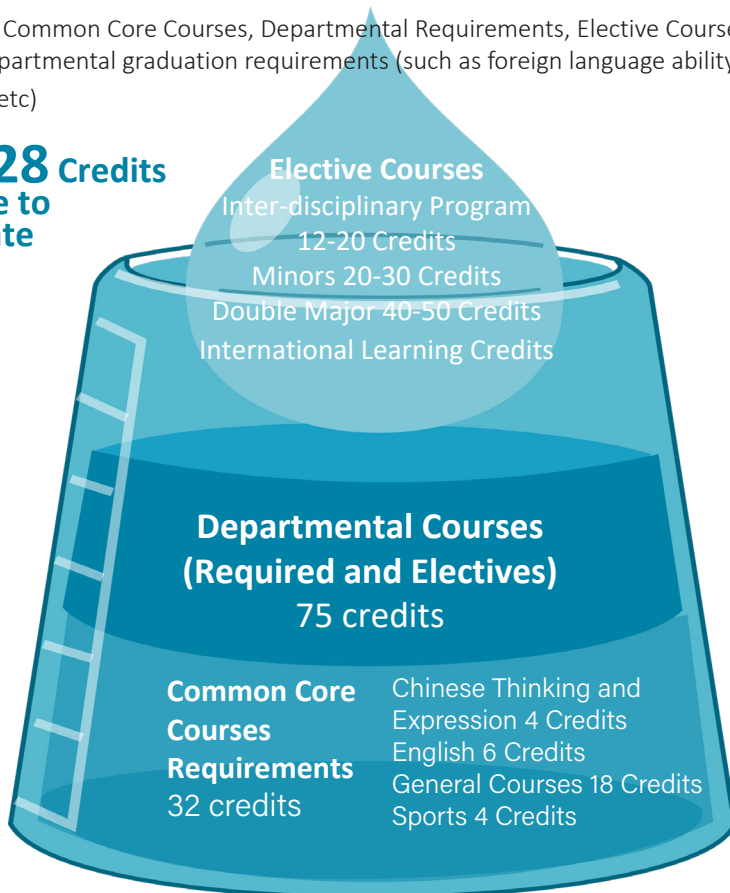 Common Core Courses, Departmental Requirements, Elective Course
partmental graduation requirements (such as foreign language ability
etc)
28 Credits
e to
te
Elective Courses
Inter-disciplinary Program
12-20 Credits
Minors 20-30 Credits
Double Major 40-50 Credits
International Learning Credits
Departmental Courses
(Required and Electives)
75 credits
Common Core
Courses
Requirements
32 credits
Chinese Thinking and
Expression 4 Credits
English 6 Credits
General Courses 18 Credits
Sports 4 Credits